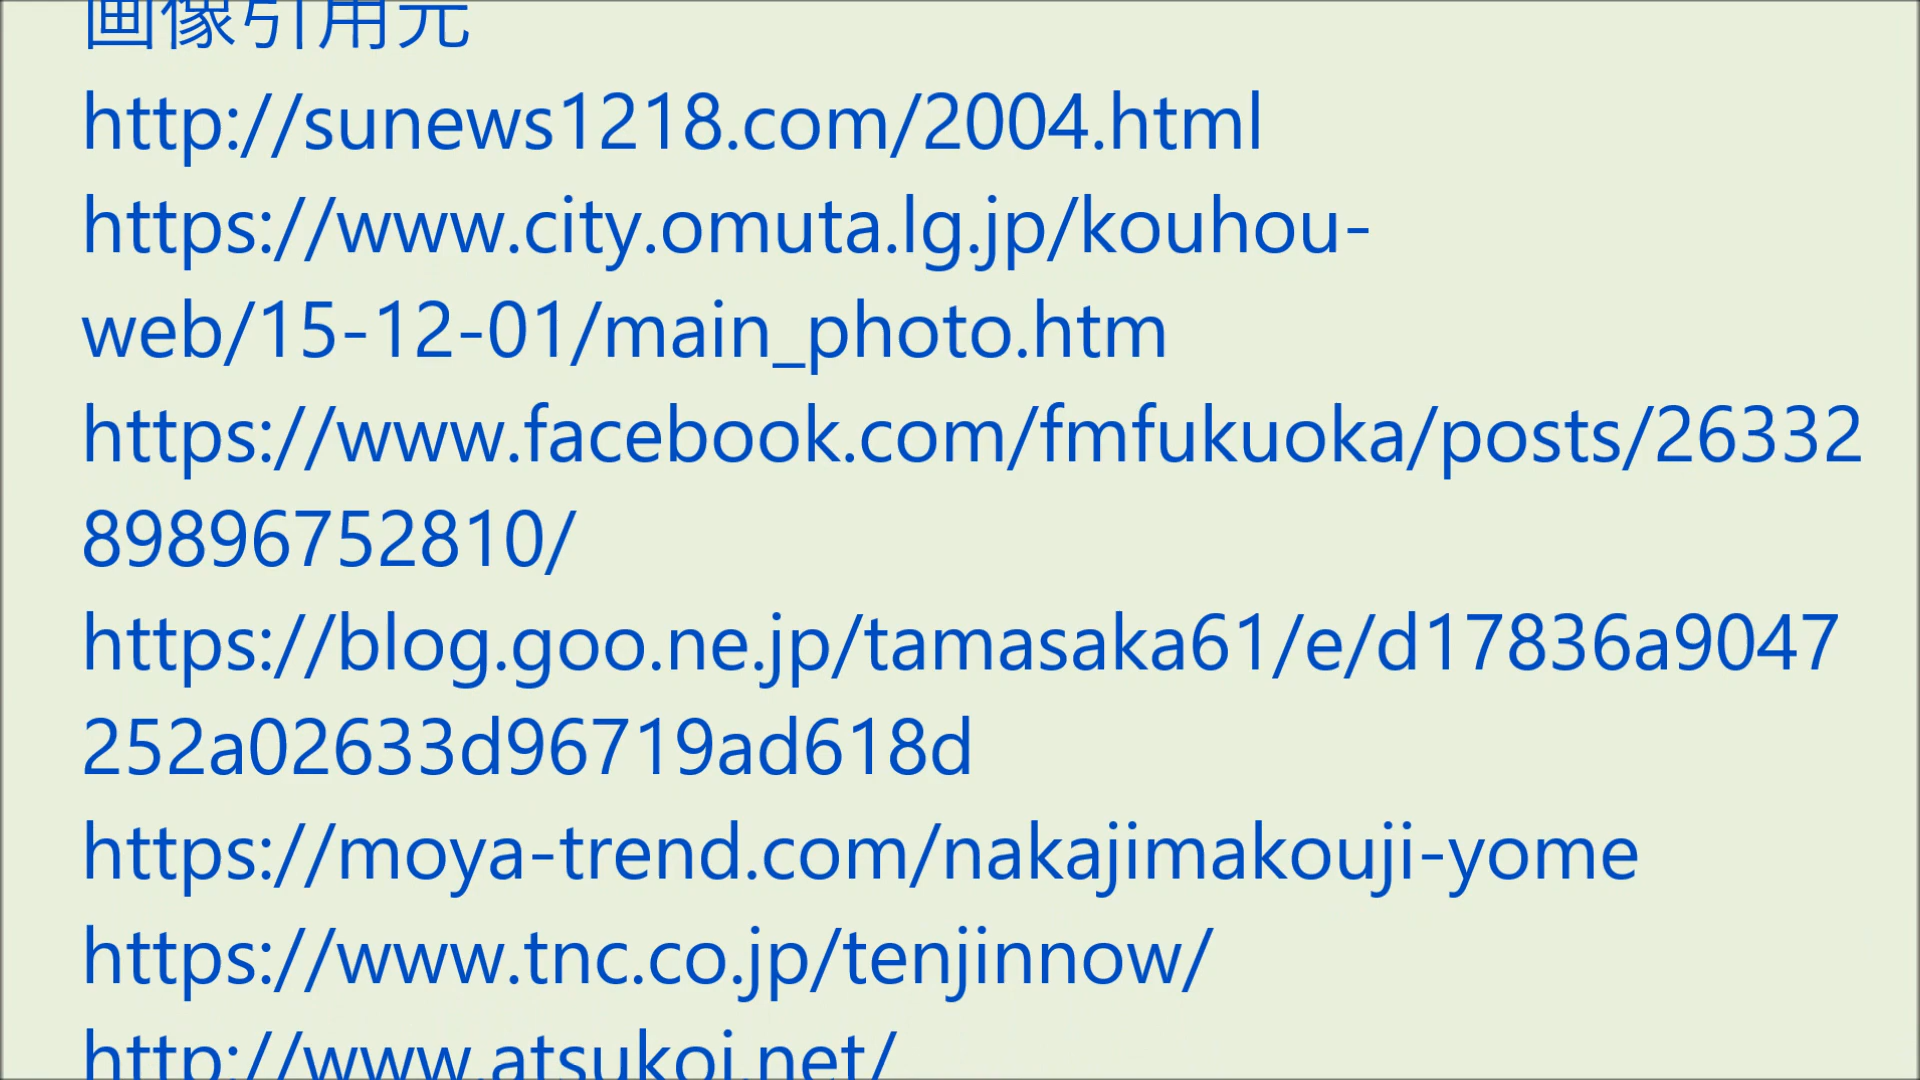 画像引用元
http://sunews1218.com/2004.html
https://www.city.omuta.lg.jp/kouhou-
web/15-12-01/main_photo.htm
https://www.facebook.com/fmfukuoka/posts/26332
89896752810/
https://blog.goo.ne.jp/tamasaka61/e/d17836a9047
252a02633d96719ad618d
https://moya-trend.com/nakajimakouji-yome
https://www.tnc.co.jp/tenjinnow/
http://www.atsukoi.net/